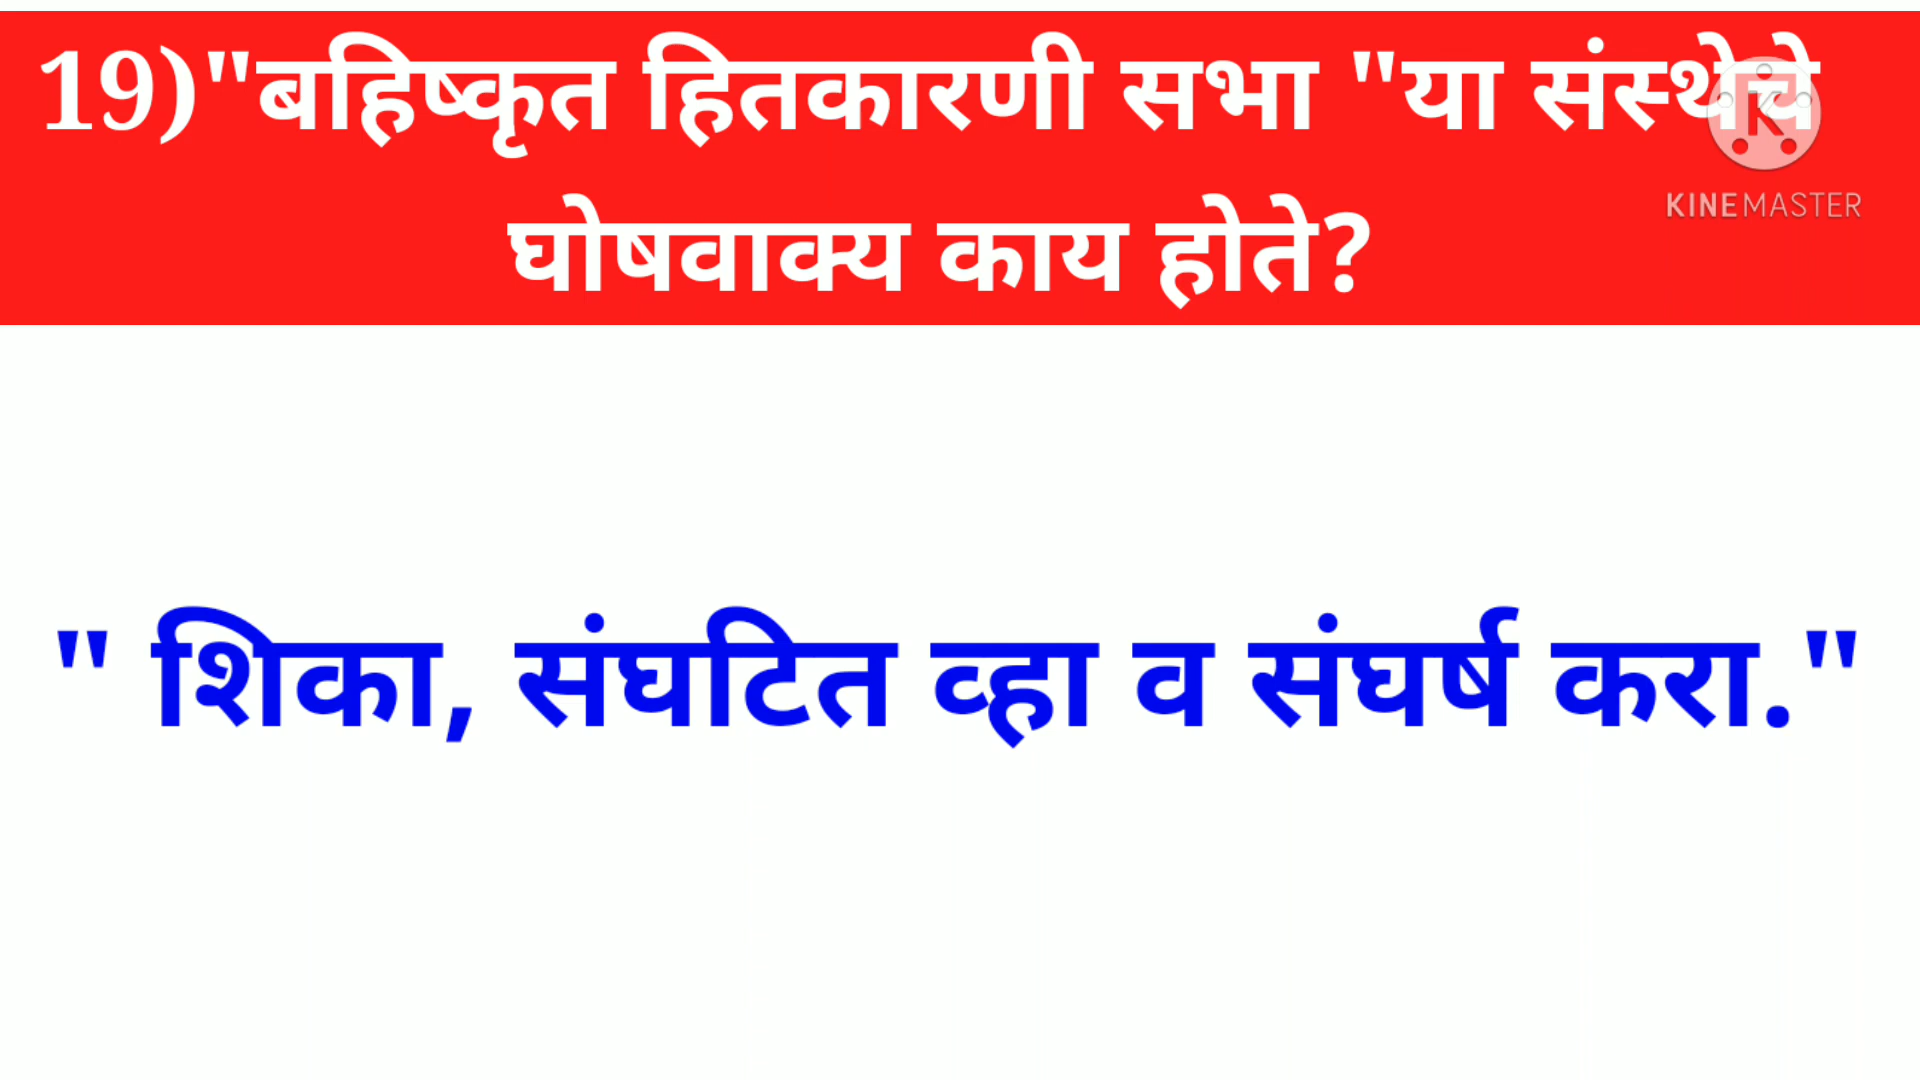 19)"बहिष्कृत हितकारणी सभा "या संस्थेचे
KINEMASTER
घोषवाक्य काय होते?
" शिका, संघटित व्हा व संघर्ष करा."